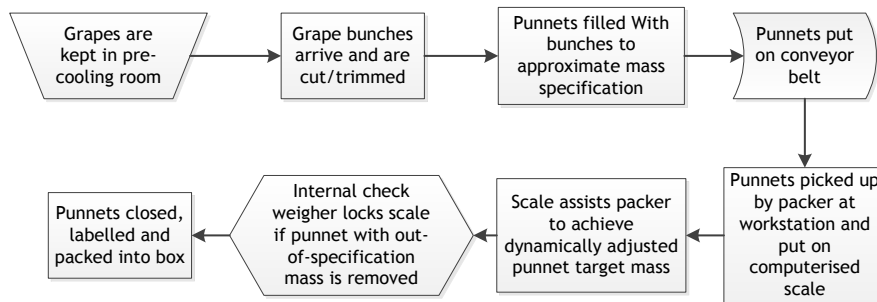 Grapes are
kept in pre-
cooling room
Grape bunches
arrive and are
cut/trimmed
Punnets filled With
bunches to
approximate mass
specification
Punnets put
on conveyor
belt
Punnets picked up
by packer at
workstation and
put on
computerised
scale
Scale assists packer
to achieve
dynamically adjusted
punnet target mass
Internal check
weigher locks scale
if punnet with out-
of-specification
mass is removed
Punnets closed,
labelled and
packed into box